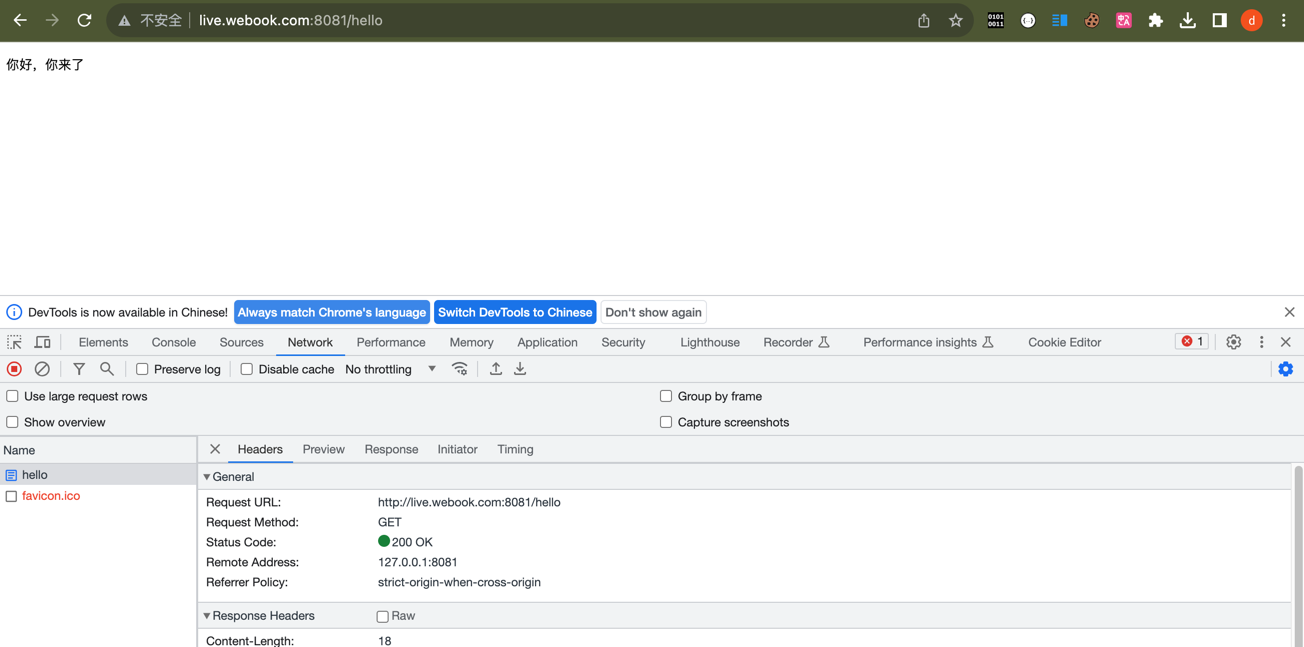 不安全 live.webook.com:8081/hello
0101
0011
中文
CA
d
你好，你来了
DevTools is now available in Chinese! Always match Chrome's language Switch DevTools to Chinese Don't show again
Elements Console Sources Network Performance Memory Application Security Lighthouse Recorder Performance insights Cookie Editor 1
Preserve log Disable cache No throttling
Use large request rows Group by frame
Show overview Capture screenshots
Name Headers Preview Response Initiator Timing
hello
favicon.ico
General
Request URL: http://live.webook.com:8081/hello
Request Method: GET
Status Code: 200 OK
Remote Address: 127.0.0.1:8081
Referrer Policy: strict-origin-when-cross-origin
Response Headers Raw
Content-Length: 18